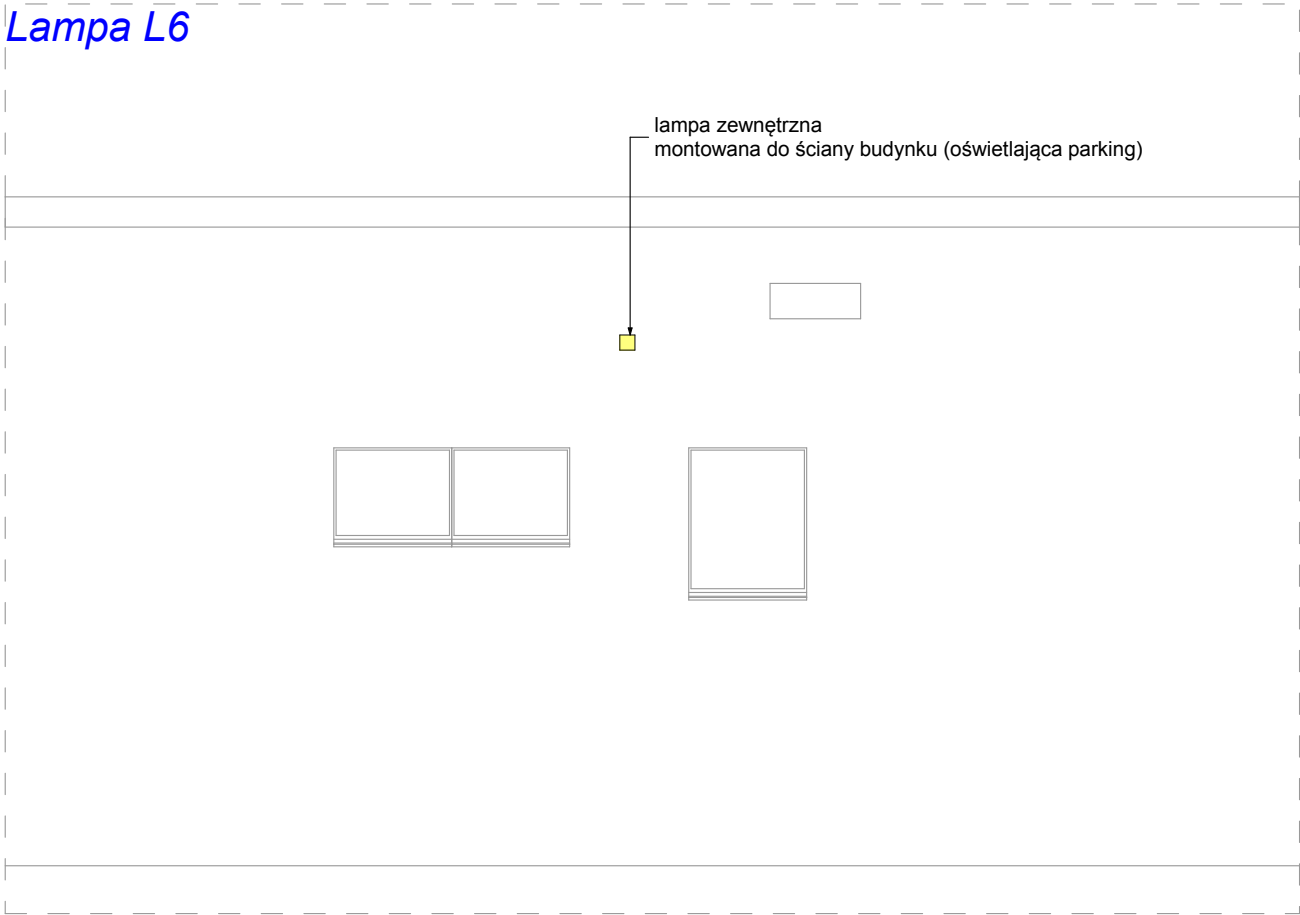 Lampa L6
lampa zewnętrzna
montowana do ściany budynku (oświetlająca parking)